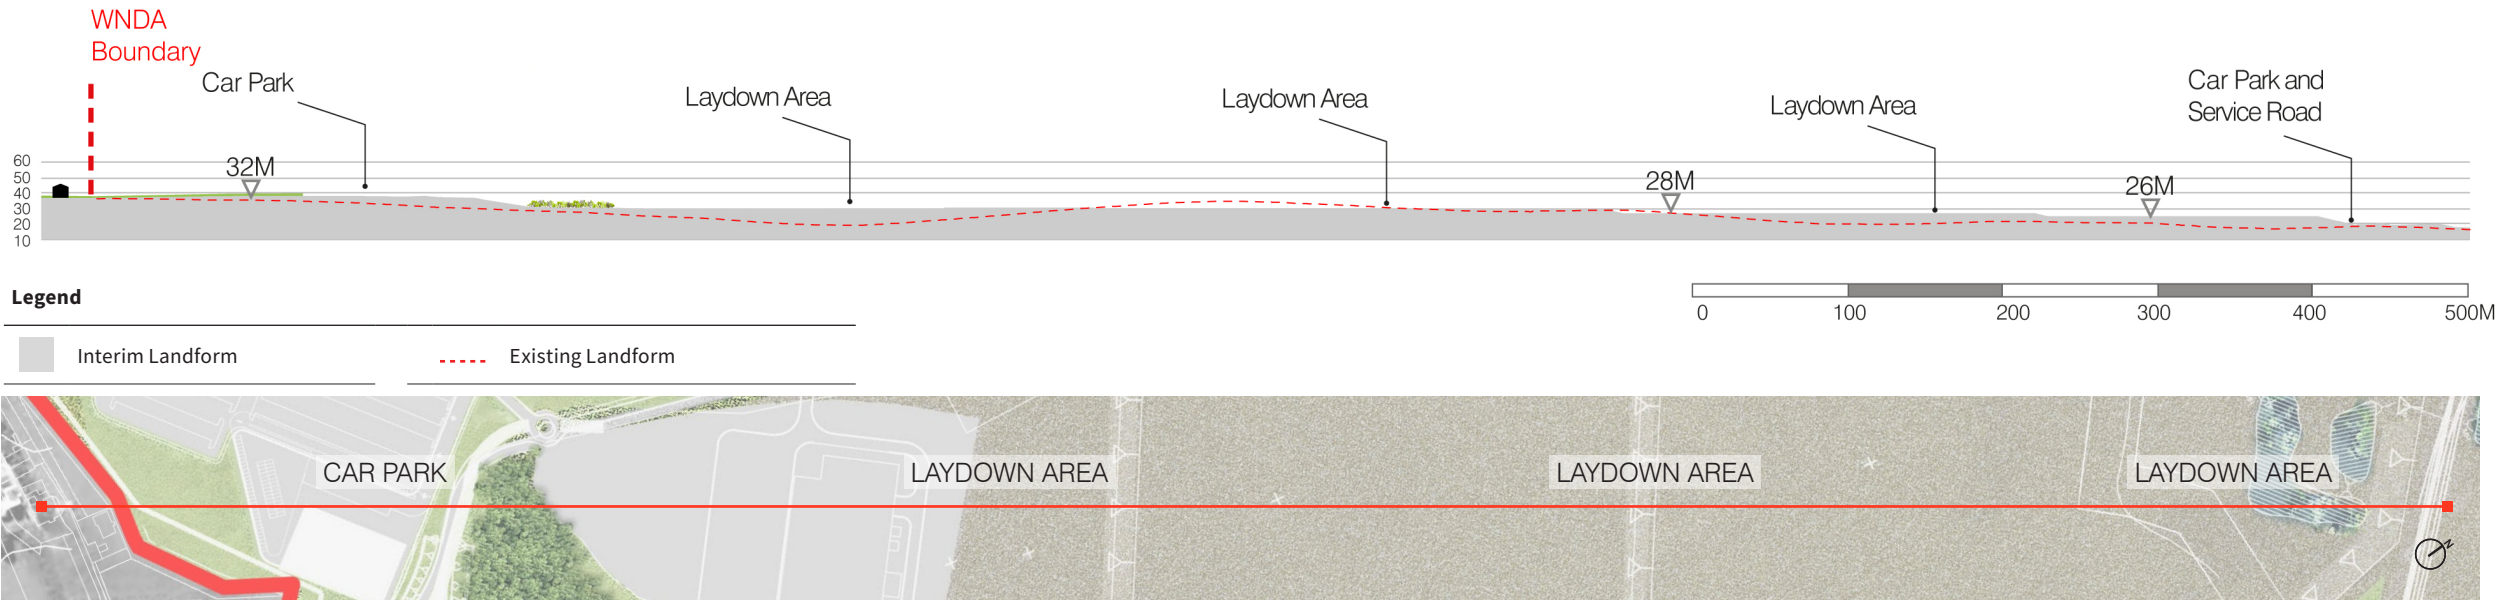 WNDA
Boundary
Car Park
Laydown Area
Laydown Area
Laydown Area
Car Park and
Service Road
32M
28M
26M
60
50
40
30
20
10
Legend
Interim Landform
Existing Landform
0 100 200 300 400 500M
CAR PARK
LAYDOWN AREA
LAYDOWN AREA
LAYDOWN AREA
N